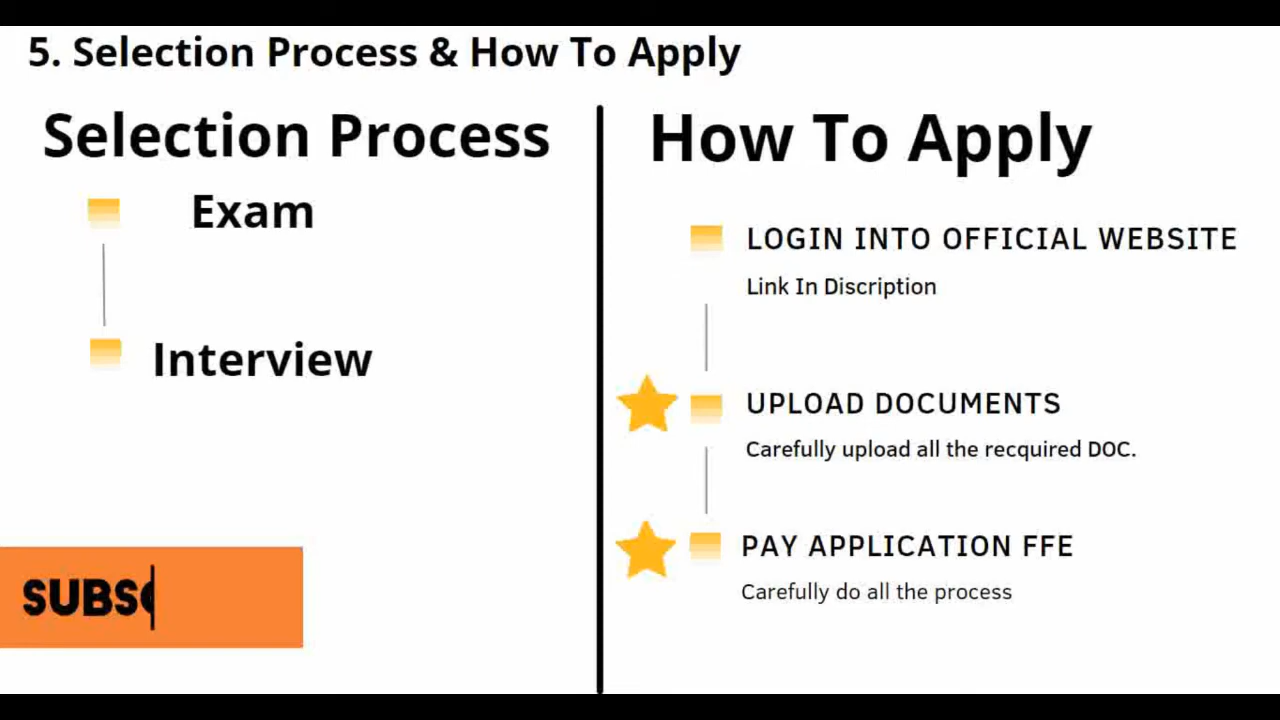 5. Selection Process & How To Apply
Selection Process
Exam
Interview
How To Apply
LOGIN INTO OFFICIAL WEBSITE
Link In Discription
UPLOAD DOCUMENTS
Carefully upload all the recquired DOC.
PAY APPLICATION FFE
Carefully do all the process
SUBSC